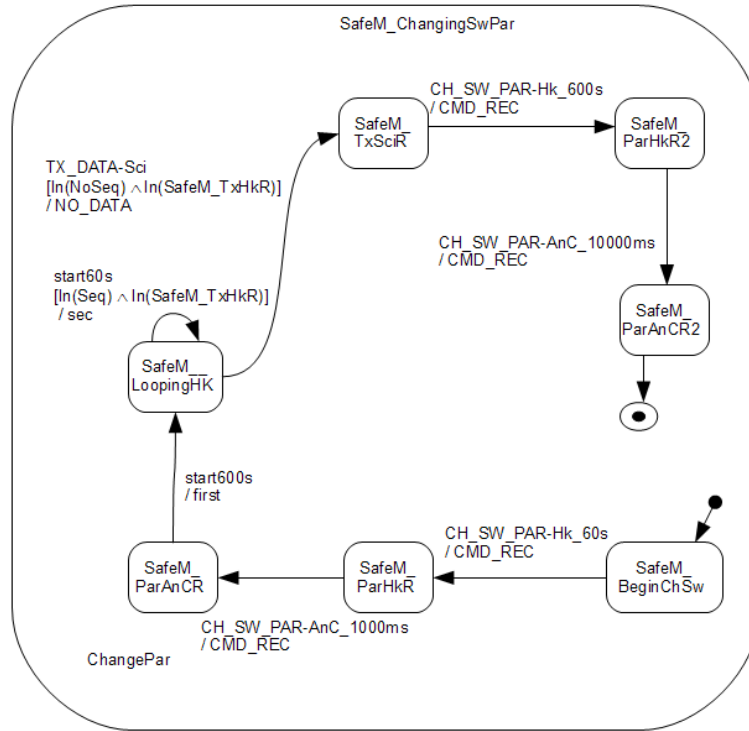 SafeM_ChangingSwPar
CH_SW_PAR-Hk_600s
/ CMD_REC
SafeM_
TxSciR
SafeM_
ParHkR2
TX_DATA-Sci
[In(NoSeq) ∧ In(SafeM_TxHkR)]
/ NO_DATA
CH_SW_PAR-AnC_10000ms
/ CMD_REC
start60s
[In(Seq) ∧ In(SafeM_TxHkR)]
/ sec
SafeM_
ParAnCR2
SafeM__
LoopingHK
start600s
/ first
CH_SW_PAR-Hk_60s
/ CMD_REC
SafeM_
ParAnCR
SafeM_
ParHkR
SafeM_
BeginChSw
CH_SW_PAR-AnC_1000ms
/ CMD_REC
ChangePar